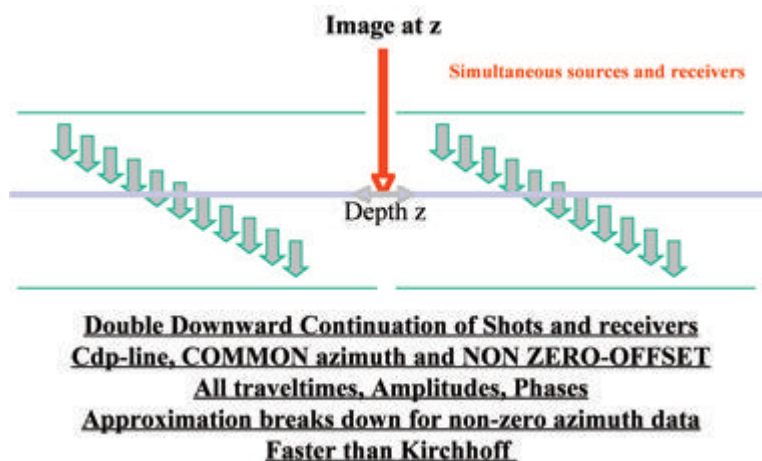 Image at z
Simultaneous sources and receivers
Depth z
Double Downward Continuation of Shots and receivers
Cdp-line, COMMON azimuth and NON ZERO-OFFSET
All traveltimes, Amplitudes, Phases
Approximation breaks down for non-zero azimuth data
Faster than Kirchhoff